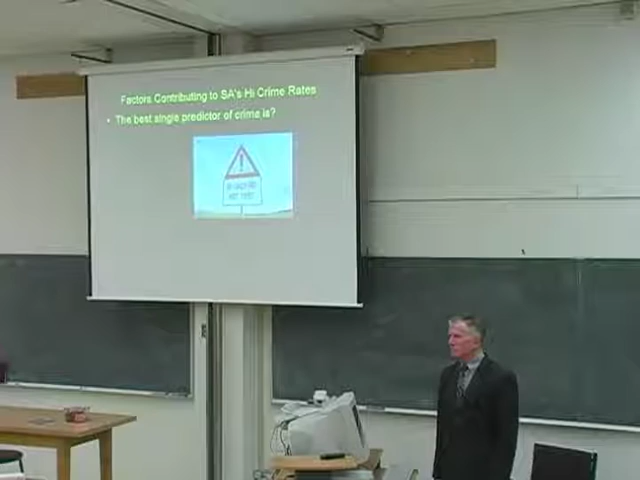 Factors Contributing to SA's Hi Crime Rates
• The best single predictor of crime is?